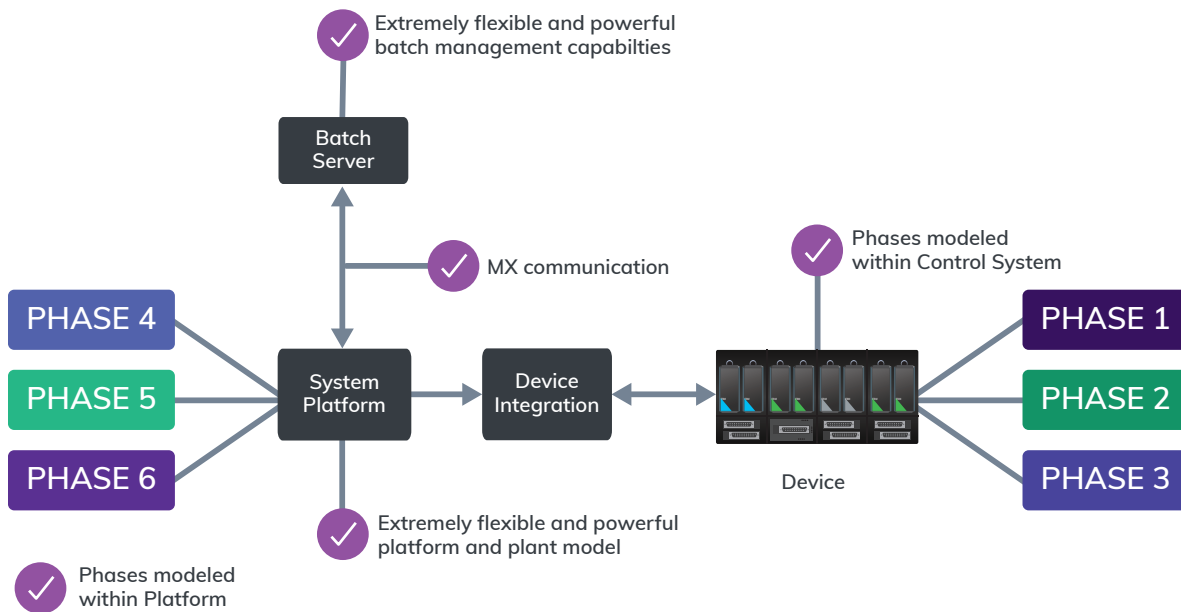 Extremely flexible and powerful
batch management capabilties
Batch
Server
MX communication
Phases modeled
within Control System
PHASE 4
PHASE 5
PHASE 6
System
Platform
Device
Integration
Device
PHASE 1
PHASE 2
PHASE 3
Extremely flexible and powerful
platform and plant model
Phases modeled
within Platform